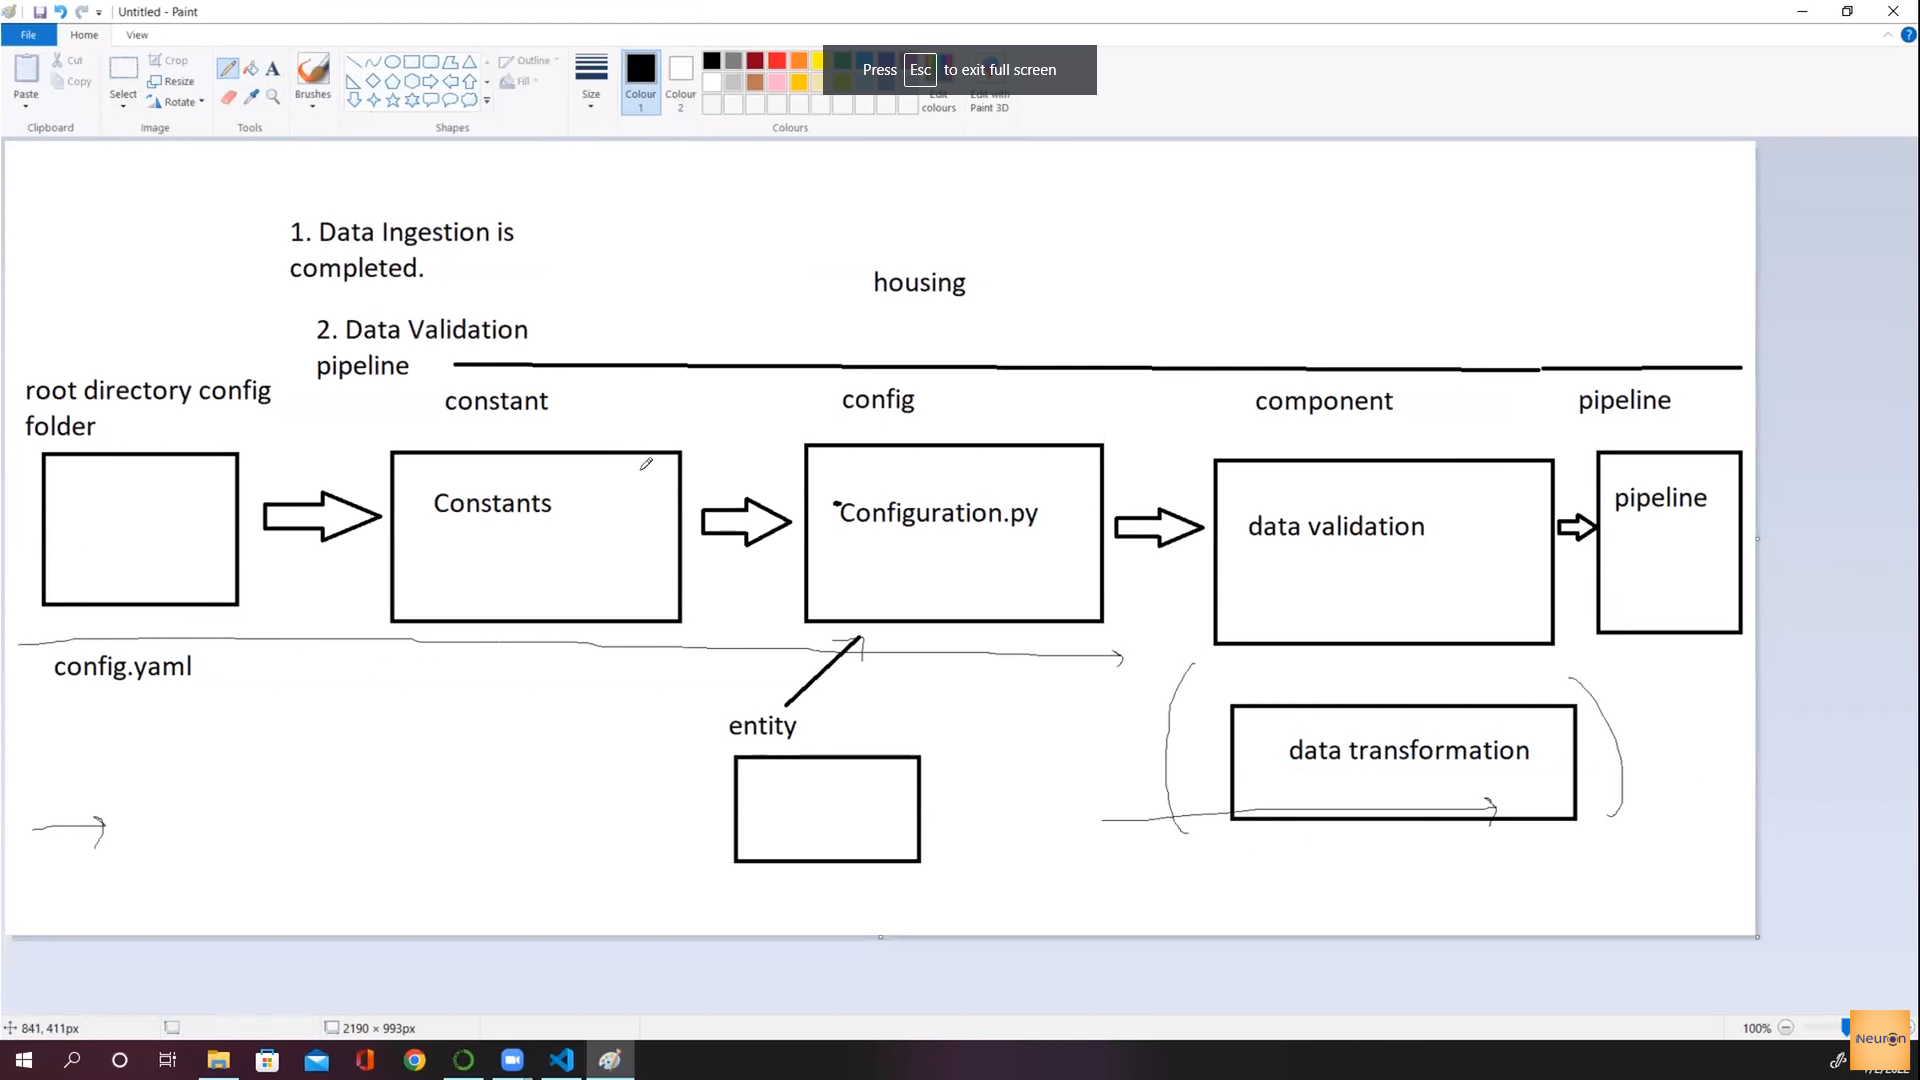 Untitled - Paint
File
Home
View
Cut
Copy
Paste
Clipboard
Crop
Resize
Rotate
Select
Image
A
Tools
Brushes
Outline
Fill
Shapes
Size
Colour
1
Colour
2
Edit
colours
Edit with
Paint 3D
Colours
Press Esc to exit full screen
1. Data Ingestion is
completed.
housing
2. Data Validation
pipeline
root directory config
folder
constant
config
component
pipeline
Constants
Configuration.py
data validation
pipeline
config.yaml
entity
data transformation
841, 411px
2190 × 993px
100%
iNeuron